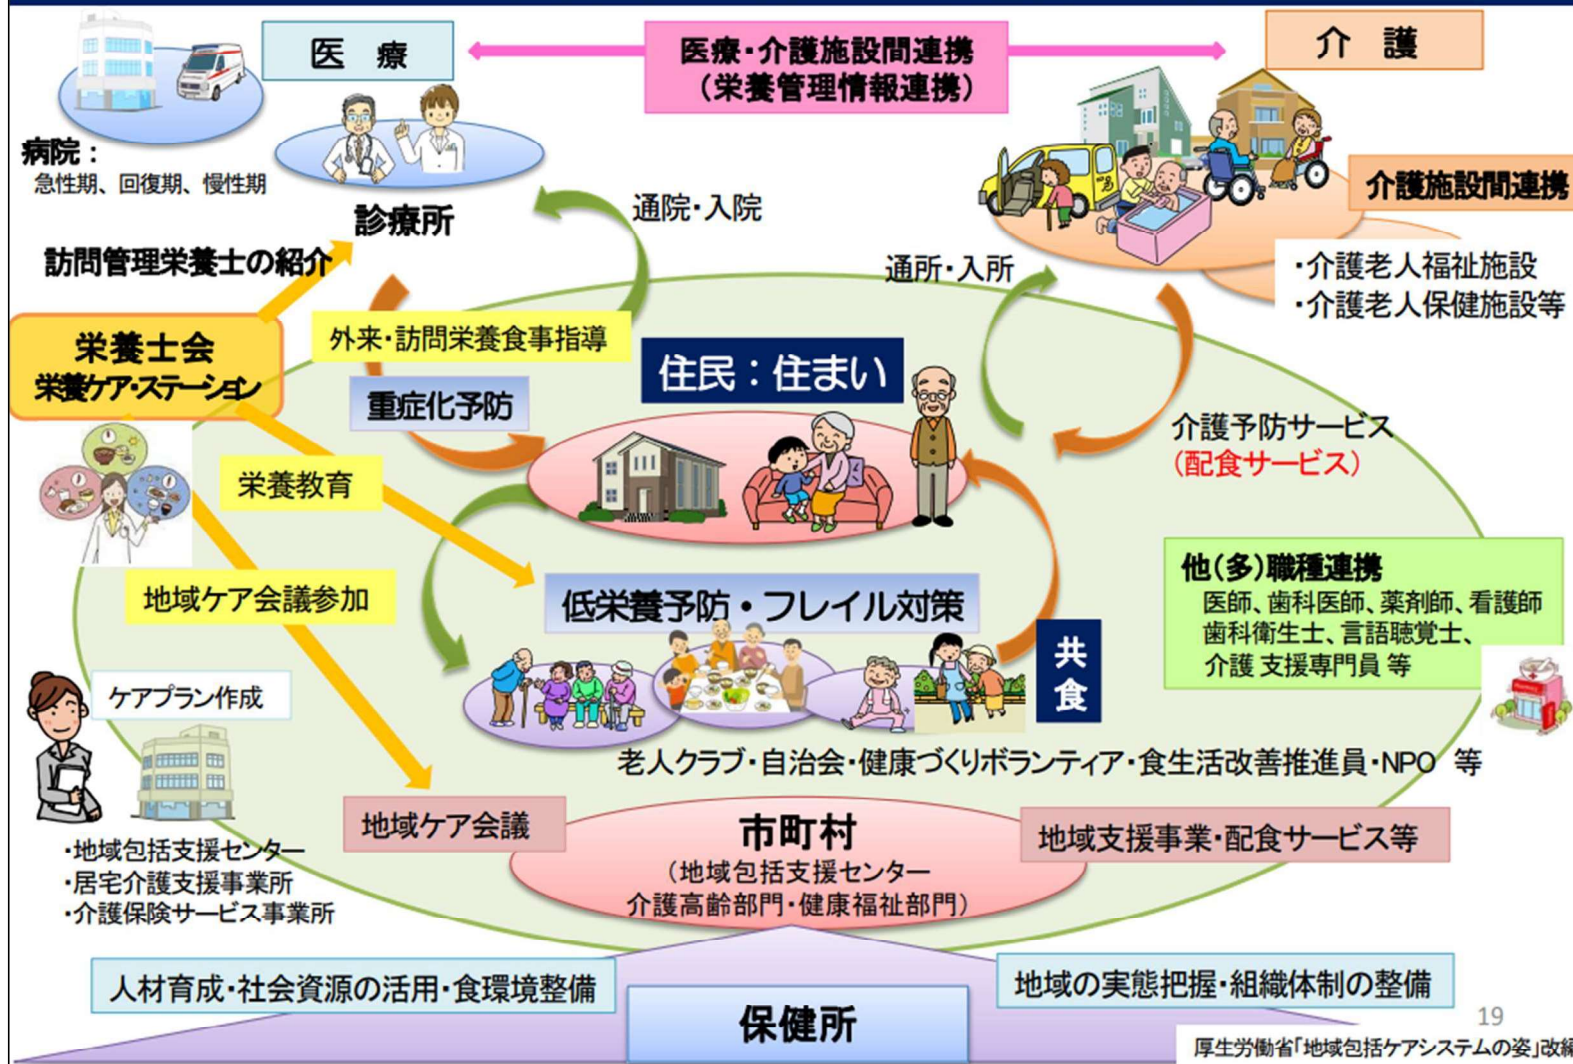 医 療
医療・介護施設間連携
（栄養管理情報連携）
介 護
病院：
急性期、回復期、慢性期
診療所
通院・入院
介護施設間連携
訪問管理栄養士の紹介
通所・入所
・介護老人福祉施設
・介護老人保健施設等
栄養士会
栄養ケア・ステーション
外来・訪問栄養食事指導
重症化予防
住民：住まい
介護予防サービス
（配食サービス）
栄養教育
地域ケア会議参加
低栄養予防・フレイル対策
他（多）職種連携
医師、歯科医師、薬剤師、看護師
歯科衛生士、言語聴覚士、
介護 支援専門員 等
共
食
ケアプラン作成
老人クラブ・自治会・健康づくりボランティア・食生活改善推進員・NPO 等
・地域包括支援センター
・居宅介護支援事業所
・介護保険サービス事業所
地域ケア会議
市町村
（地域包括支援センター
介護高齢部門・健康福祉部門）
地域支援事業・配食サービス等
人材育成・社会資源の活用・食環境整備
地域の実態把握・組織体制の整備
保健所
19
厚生労働省「地域包括ケアシステムの姿」改編